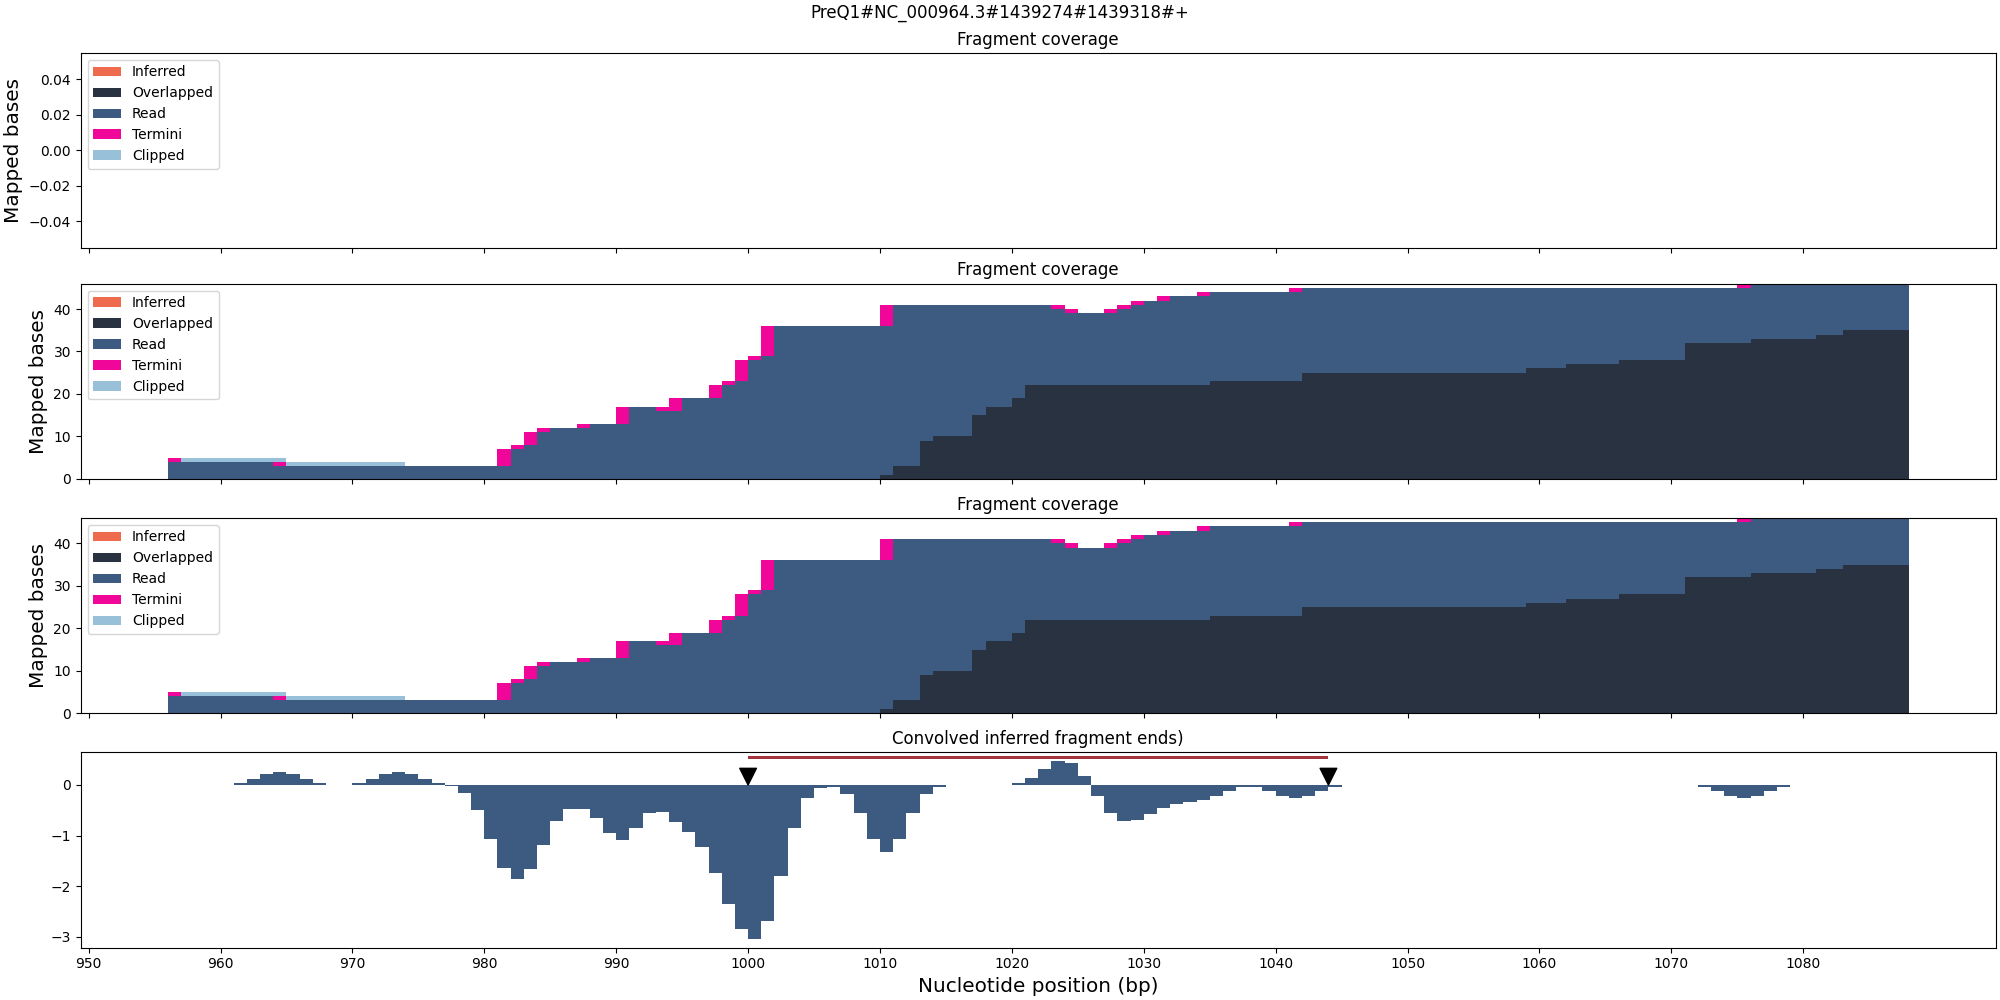 PreQ1#NC_000964.3#1439274#1439318#+
Fragment coverage
Mapped bases
0.04
0.02
0.00
−0.02
−0.04
Inferred
Overlapped
Read
Termini
Clipped
Fragment coverage
Mapped bases
40
30
20
10
0
Inferred
Overlapped
Read
Termini
Clipped
Fragment coverage
Mapped bases
40
30
20
10
0
Inferred
Overlapped
Read
Termini
Clipped
Convolved inferred fragment ends)
0
−1
−2
−3
950 960 970 980 990 1000 1010 1020 1030 1040 1050 1060 1070 1080
Nucleotide position (bp)